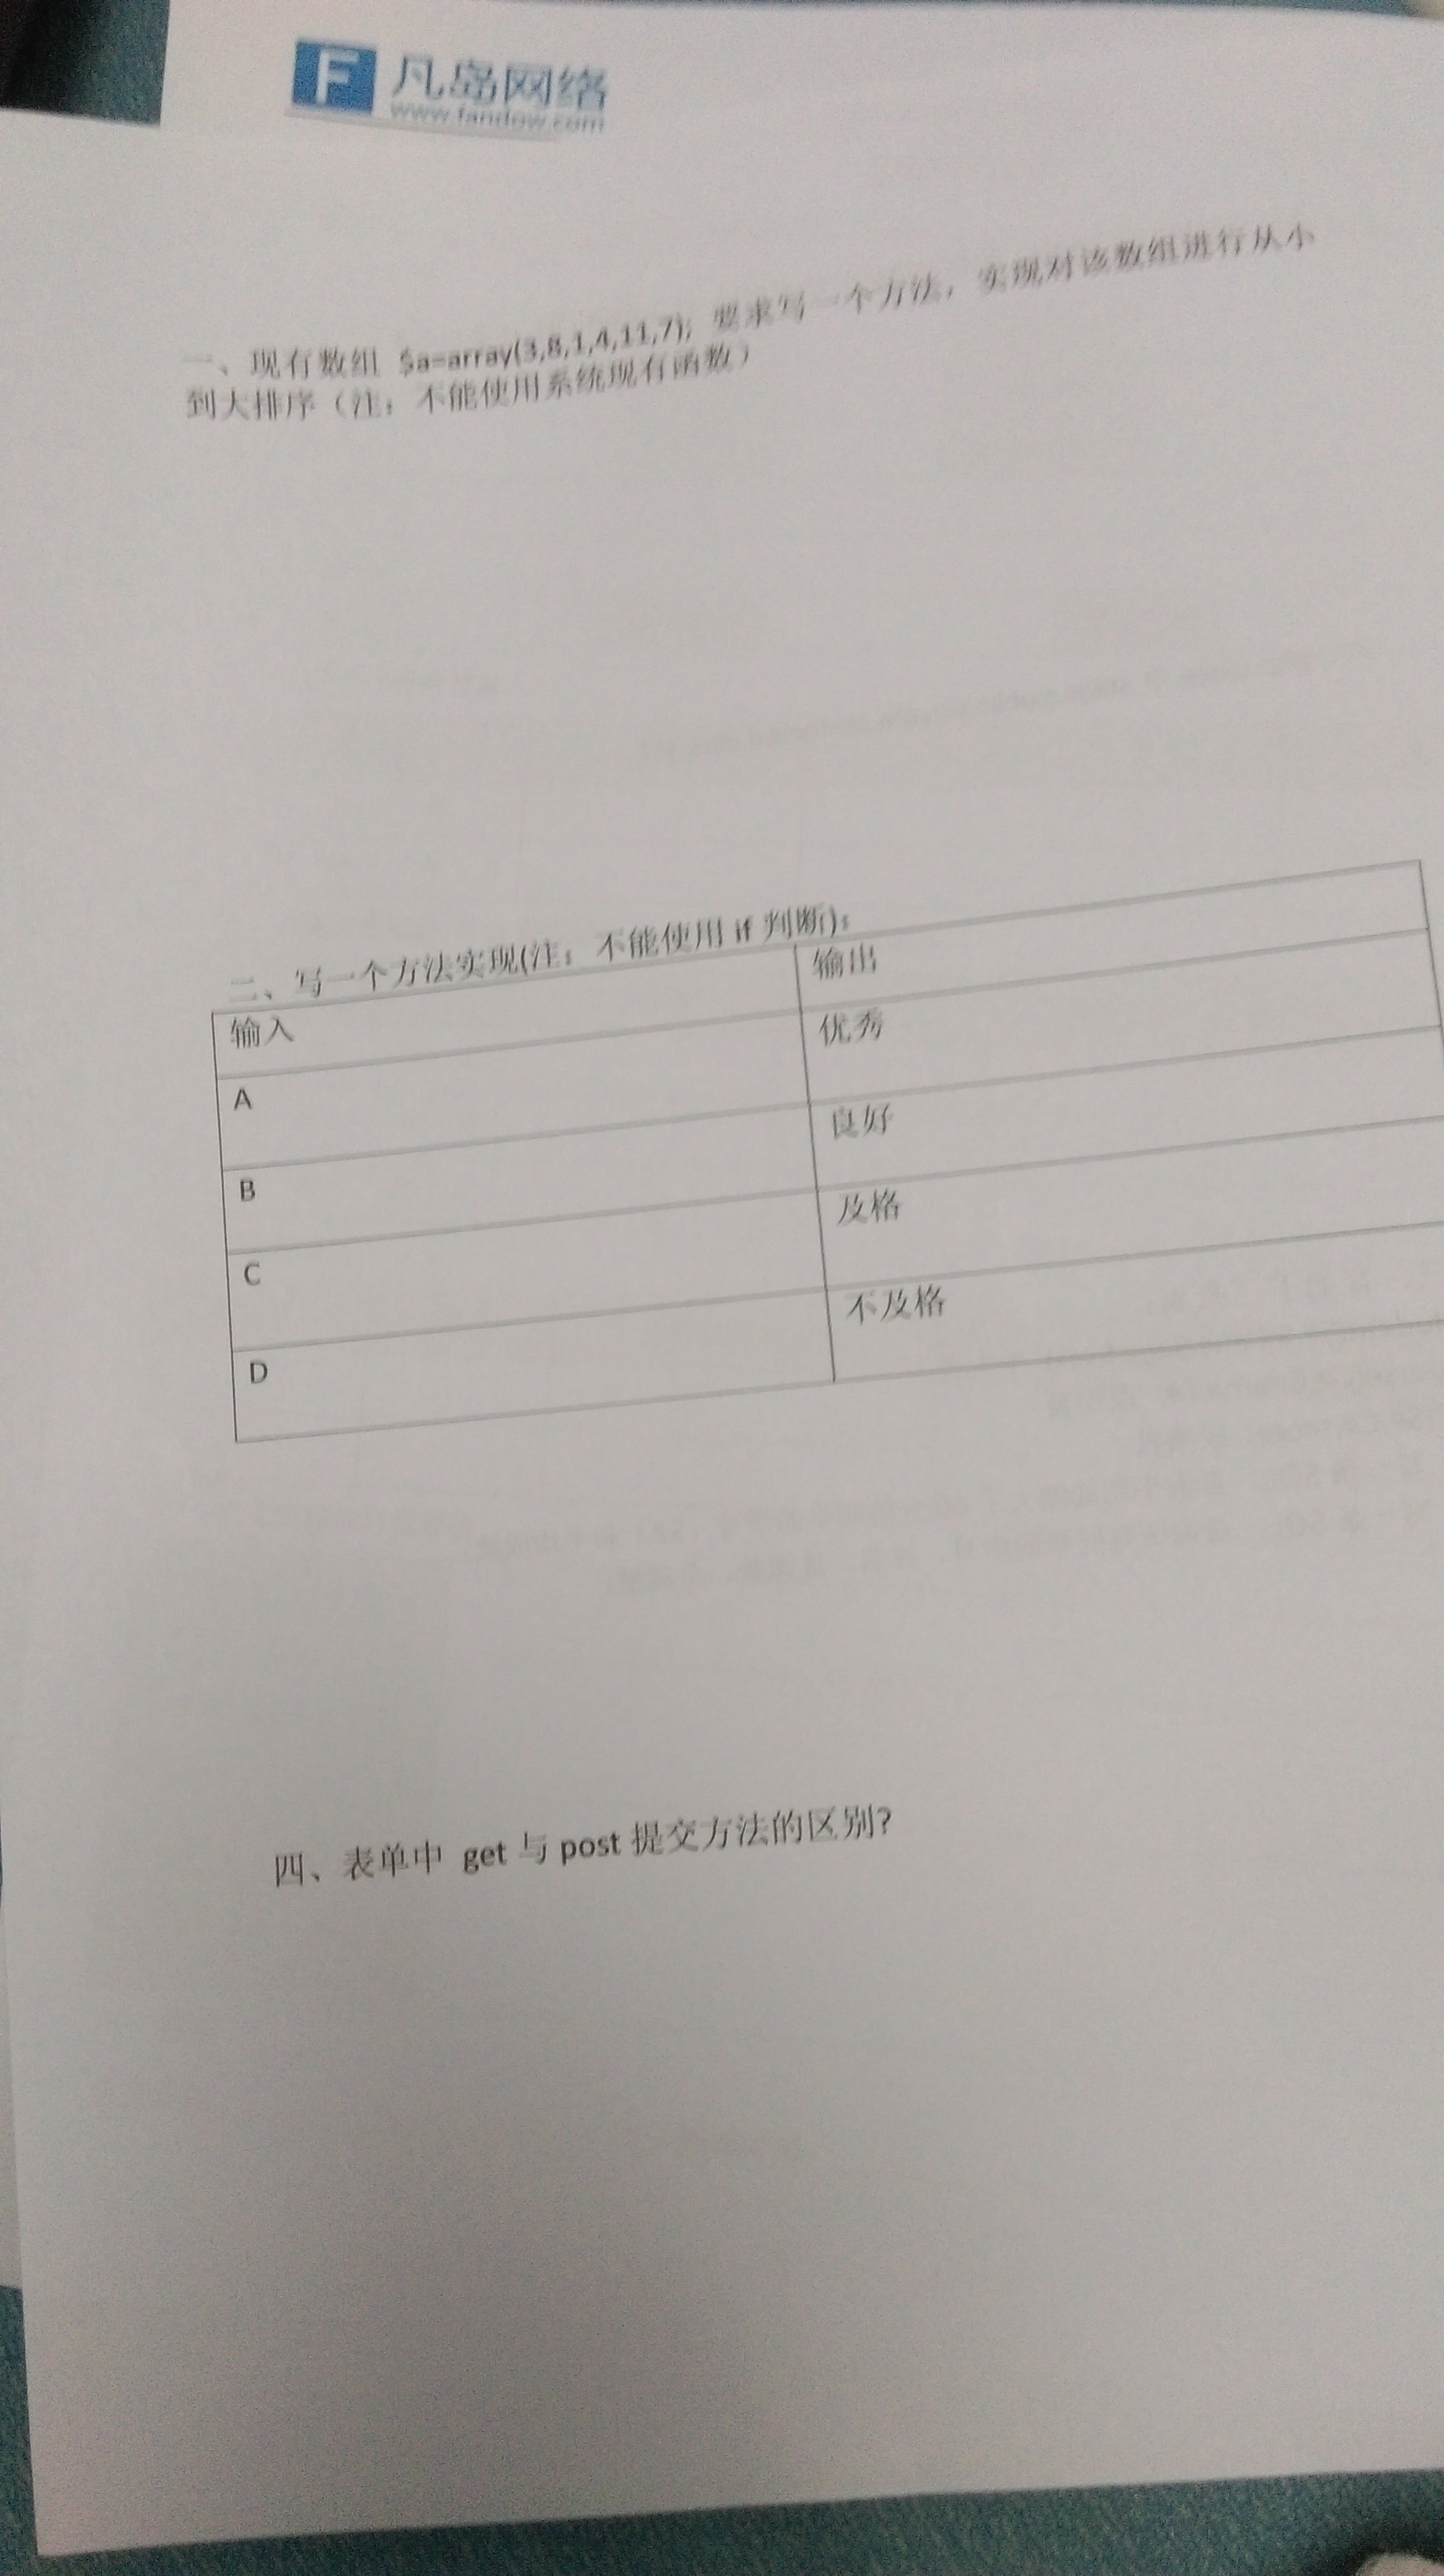 F 凡岛网络
www.fandow.com
一、现有数组 $a=array(3,8,1,4,11,7); 要求写一个方法，实现对该数组进行从小
到大排序（注：不能使用系统现有函数）
二、写一个方法实现(注：不能使用 if 判断)：
输入 输出
A 优秀
B 良好
C 及格
D 不及格
四、表单中 get 与 post 提交方法的区别?